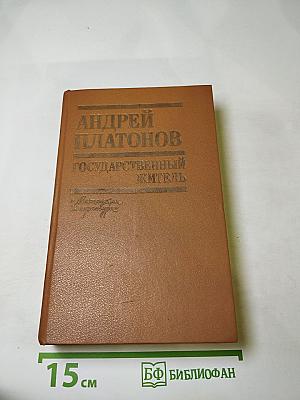 АНДРЕЙ
ПЛАТОНОВ
ГОСУДАРСТВЕННЫЙ
ЖИТЕЛЬ
15 см
БФ БИБЛИОФАН